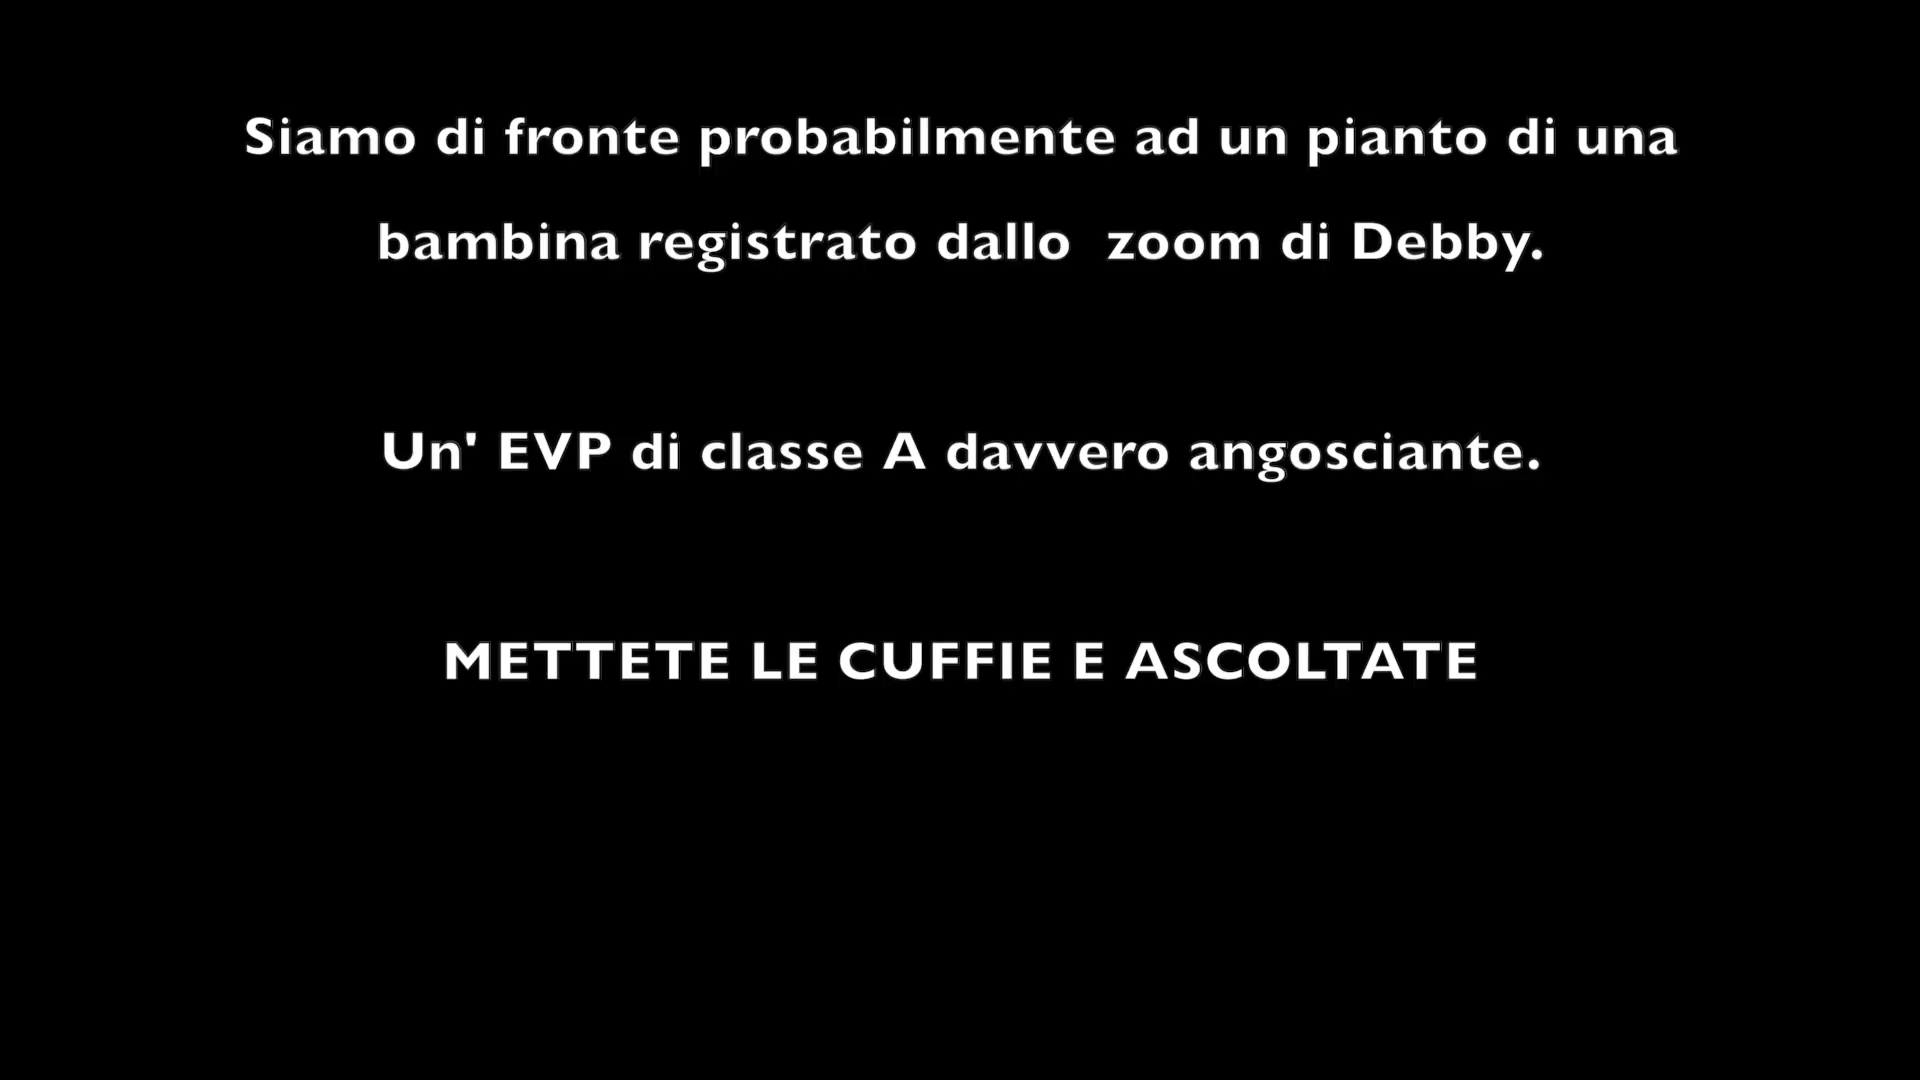 Siamo di fronte probabilmente ad un pianto di una
bambina registrato dallo  zoom di Debby.
Un' EVP di classe A davvero angosciante.
METTETE LE CUFFIE E ASCOLTATE